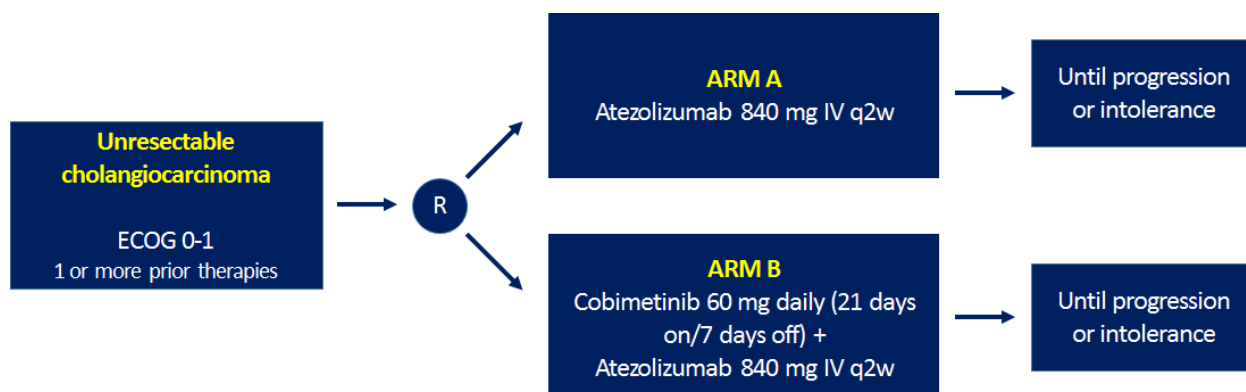 Unresectable
cholangiocarcinoma
ECOG 0-1
1 or more prior therapies
R
ARM A
Atezolizumab 840 mg IV q2w
Until progression
or intolerance
ARM B
Cobimetinib 60 mg daily (21 days
on/7 days off) +
Atezolizumab 840 mg IV q2w
Until progression
or intolerance